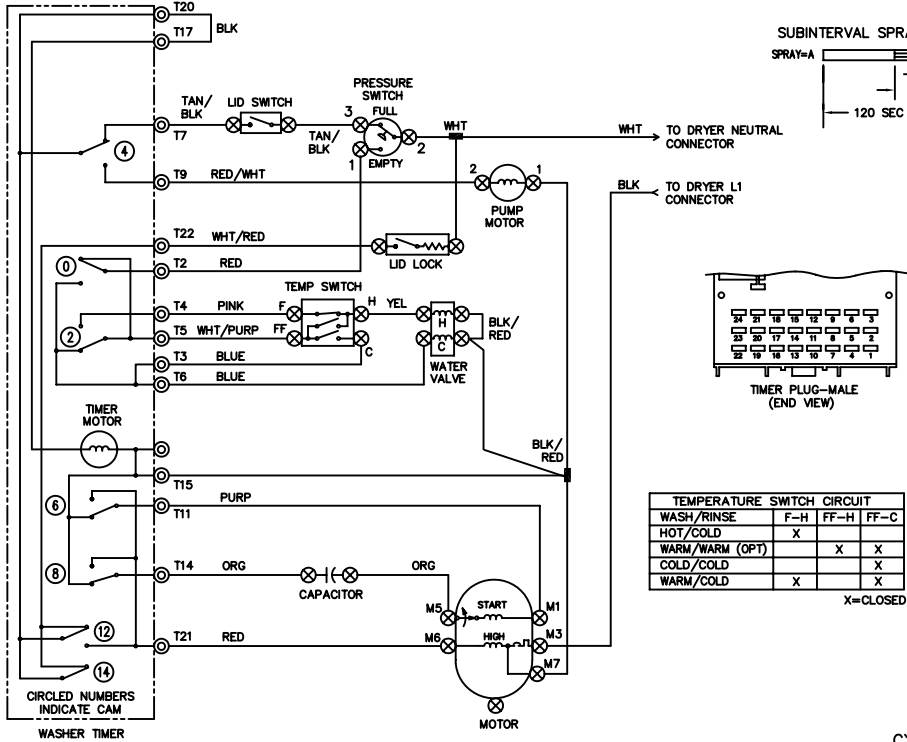 T20
T17
BLK
SUBINTERVAL SPRA
SPRAY=A
120 SEC
TAN/
BLK
LID SWITCH
PRESSURE
SWITCH
FULL
3
T7
TAN/
BLK
1
2
EMPTY
WHT
WHT
TO DRYER NEUTRAL
CONNECTOR
4
T9
RED/WHT
2
1
PUMP
MOTOR
BLK
TO DRYER L1
CONNECTOR
T22
WHT/RED
LID LOCK
0
T2
RED
TEMP SWITCH
T4
PINK
F
H
YEL
H
BLK/
RED
2
T5
WHT/PURP
FF
C
C
T3
BLUE
WATER
VALVE
T6
BLUE
24 21 18 15 12 9 6 3
23 20 17 14 11 8 5 2
22 19 16 13 10 7 4 1
TIMER PLUG-MALE
(END VIEW)
TIMER
MOTOR
BLK/
RED
T15
6
PURP
T11
8
T14
ORG
CAPACITOR
ORG
M5
START
M1
12
T21
RED
M6
HIGH
M3
M7
14
CIRCLED NUMBERS
INDICATE CAM
MOTOR
WASHER TIMER
TEMPERATURE SWITCH CIRCUIT
WASH/RINSE F-H FF-H FF-C
HOT/COLD X
WARM/WARM (OPT) X X
COLD/COLD X
WARM/COLD X X
X=CLOSED